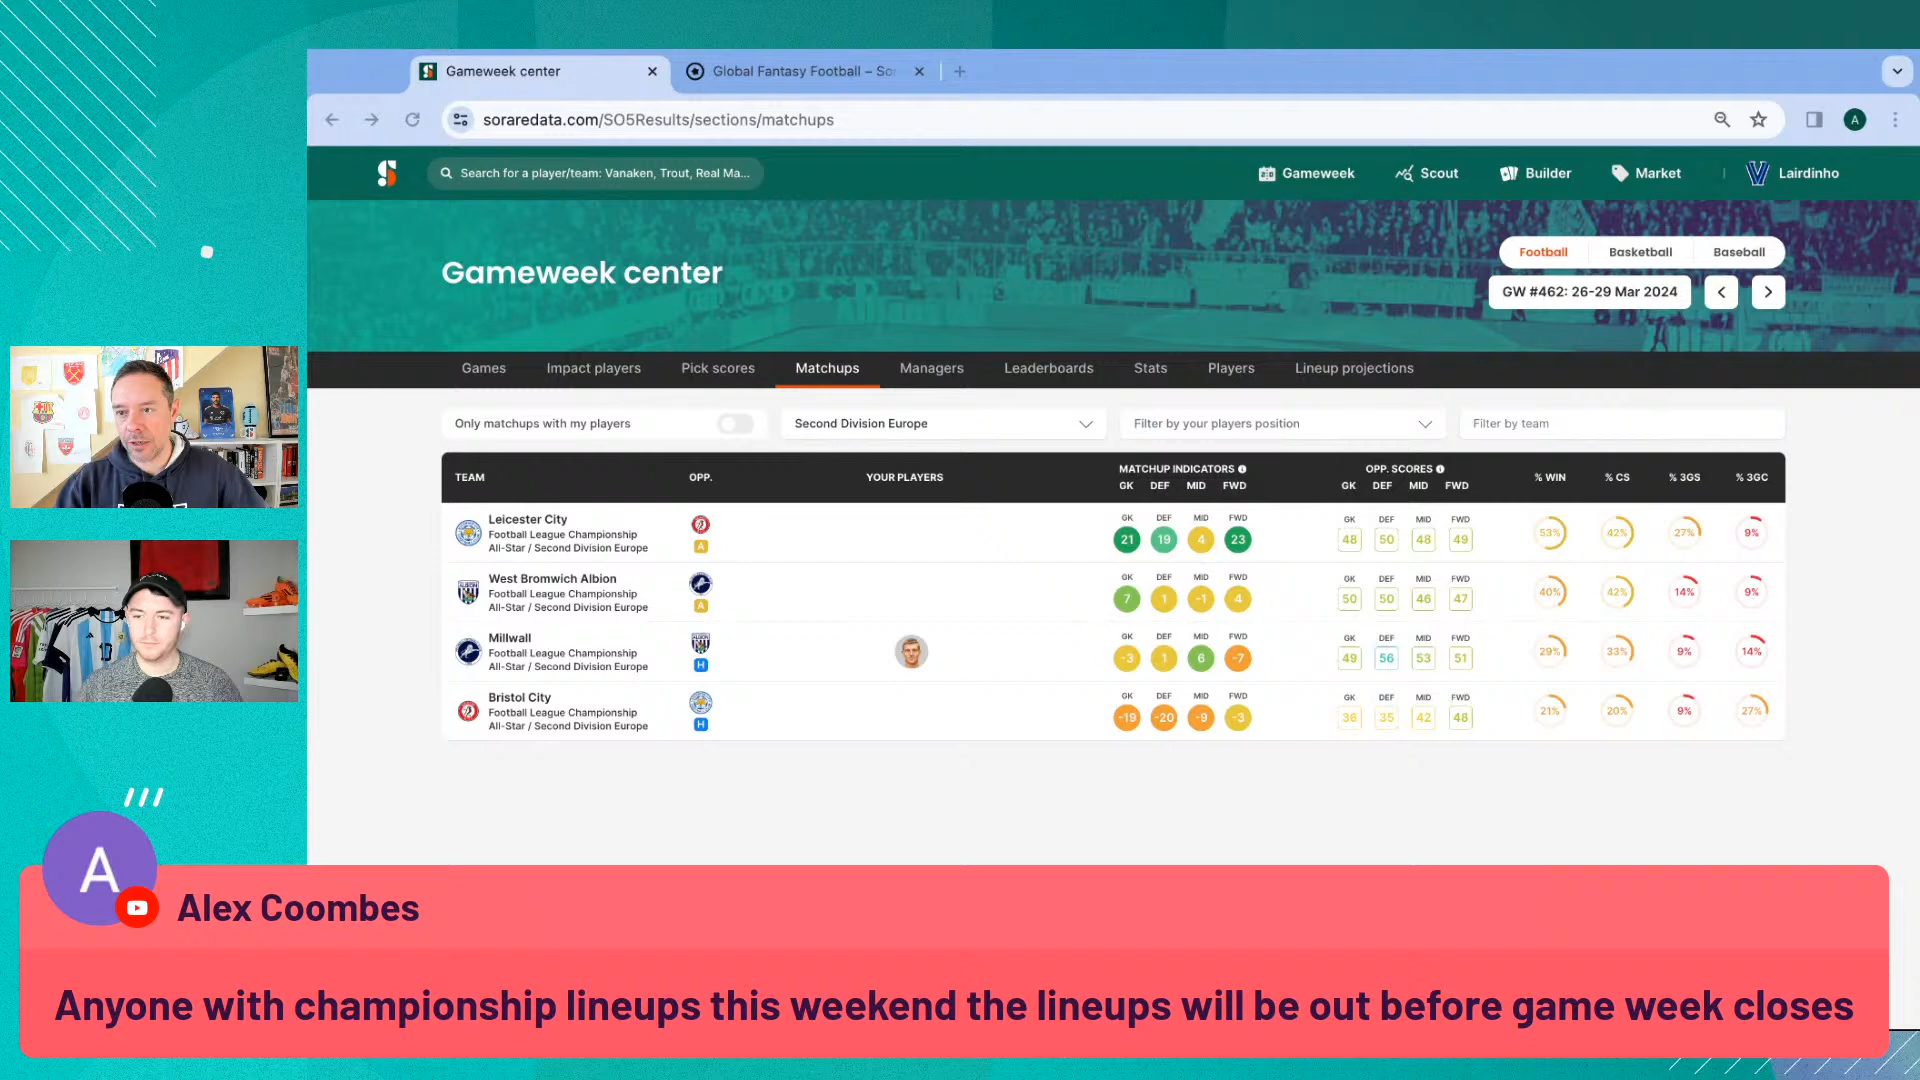 Gameweek center
Global Fantasy Football – So
soraredata.com/SO5Results/sections/matchups
A
Search for a player/team: Vanaken, Trout, Real Ma...
Gameweek
Scout
Builder
Market
Lairdinho
Gameweek center
Football
Basketball
Baseball
GW #462: 26-29 Mar 2024
Games
Impact players
Pick scores
Matchups
Managers
Leaderboards
Stats
Players
Lineup projections
Only matchups with my players
Second Division Europe
Filter by your players position
Filter by team
TEAM
OPP.
YOUR PLAYERS
MATCHUP INDICATORS
GK DEF MID FWD
OPP. SCORES
GK DEF MID FWD
% WIN
% CS
% 3GS
% 3GC
Leicester City
Football League Championship
All-Star / Second Division Europe
A
GK DEF MID FWD
21 19 4 23
GK DEF MID FWD
48 50 48 49
53% 42% 27% 9%
West Bromwich Albion
Football League Championship
All-Star / Second Division Europe
A
GK DEF MID FWD
7 1 -1 4
GK DEF MID FWD
50 50 46 47
40% 42% 14% 9%
Millwall
Football League Championship
All-Star / Second Division Europe
H
GK DEF MID FWD
-3 1 6 -7
GK DEF MID FWD
49 56 53 51
29% 33% 9% 14%
Bristol City
Football League Championship
All-Star / Second Division Europe
H
GK DEF MID FWD
-19 -20 -9 -3
GK DEF MID FWD
36 35 42 48
21% 20% 9% 27%
A
Alex Coombes
Anyone with championship lineups this weekend the lineups will be out before game week closes